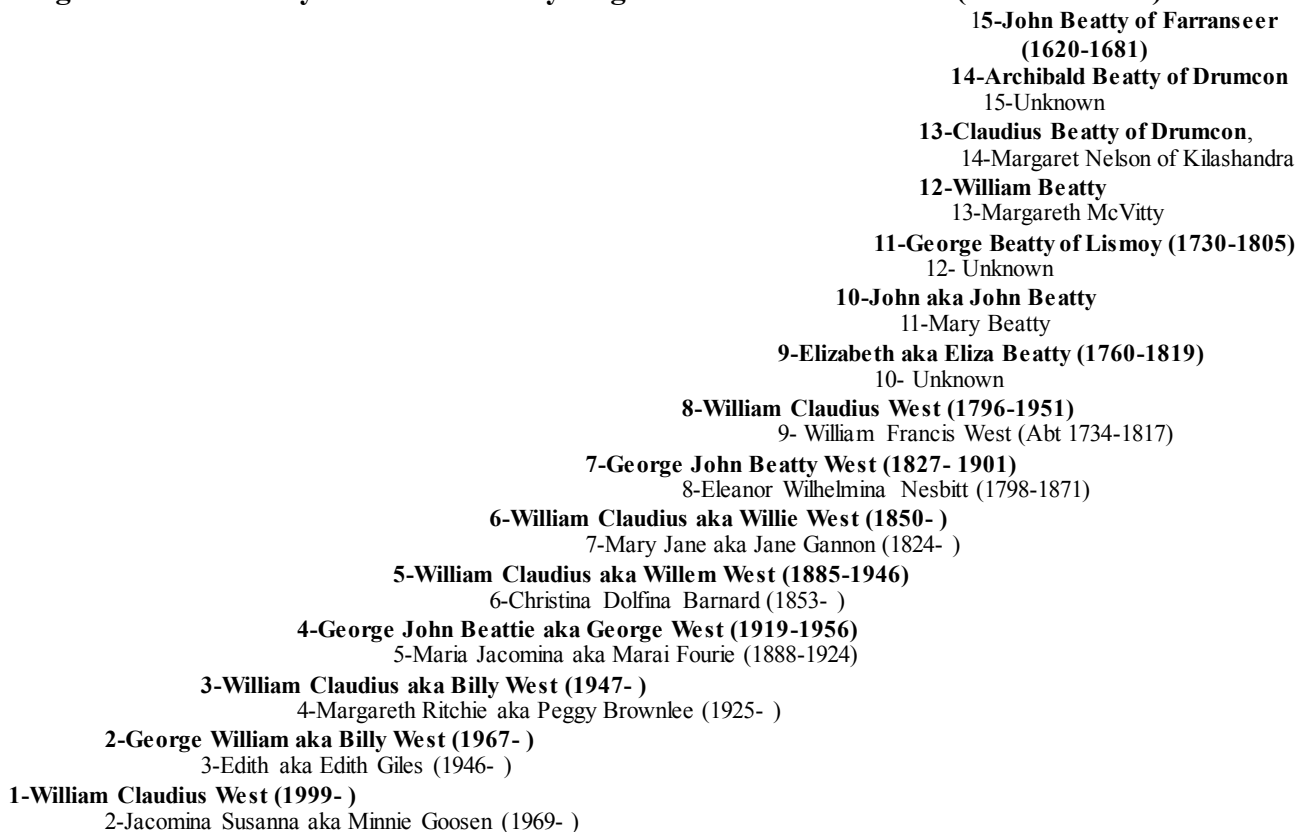 15-John Beatty of Farranseer
(1620-1681)
14-Archibald Beatty of Drumcon
15-Unknown
13-Claudius Beatty of Drumcon,
14-Margaret Nelson of Kilashandra
12-William Beatty
13-Margareth McVitty
11-George Beatty of Lismoy (1730-1805)
12- Unknown
10-John aka John Beatty
11-Mary Beatty
9-Elizabeth aka Eliza Beatty (1760-1819)
10- Unknown
8-William Claudius West (1796-1951)
9- William Francis West (Abt 1734-1817)
7-George John Beatty West (1827- 1901)
8-Eleanor Wilhelmina Nesbitt (1798-1871)
6-William Claudius aka Willie West (1850- )
7-Mary Jane aka Jane Gannon (1824- )
5-William Claudius aka Willem West (1885-1946)
6-Christina Dolfina Barnard (1853- )
4-George John Beattie aka George West (1919-1956)
5-Maria Jacomina aka Marai Fourie (1888-1924)
3-William Claudius aka Billy West (1947- )
4-Margareth Ritchie aka Peggy Brownlee (1925- )
2-George William aka Billy West (1967- )
3-Edith aka Edith Giles (1946- )
1-William Claudius West (1999- )
2-Jacomina Susanna aka Minnie Goosen (1969- )